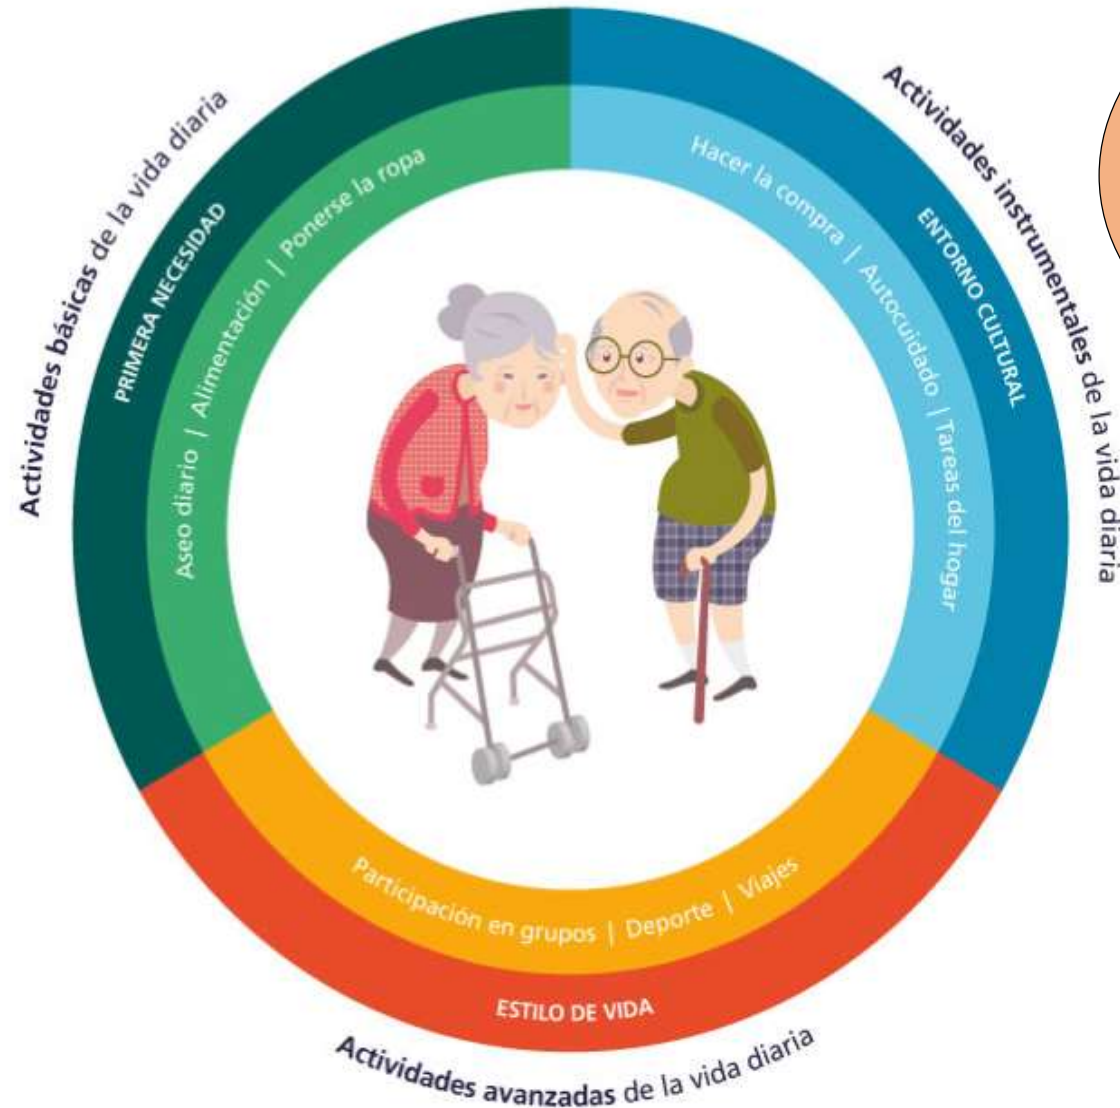 Actividades básicas de la vida diaria
PRIMERA NECESIDAD
Aseo diario | Alimentación | Ponerse la ropa
Actividades instrumentales de la vida diaria
ENTORNO CULTURAL
Hacer la compra | Autocuidado | Tareas del hogar
Participación en grupos | Deporte | Viajes
ESTILO DE VIDA
Actividades avanzadas de la vida diaria